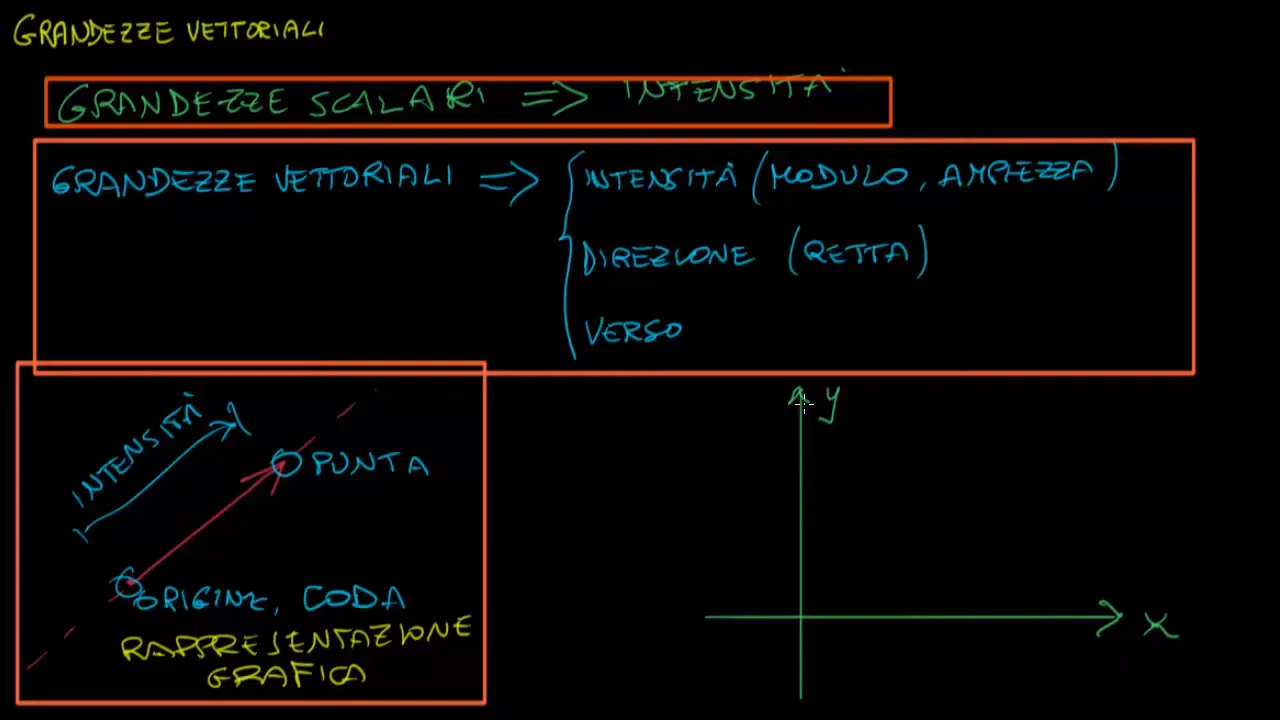 GRANDEZZE VETTORIALI
GRANDEZZE SCALARI => INTENSITÀ
GRANDEZZE VETTORIALI => { INTENSITÀ (MODULO, AMPIEZZA)
DIREZIONE (RETTA)
VERSO
INTENSITÀ
PUNTA
ORIGINE, CODA
RAPPRESENTAZIONE
GRAFICA
y
x